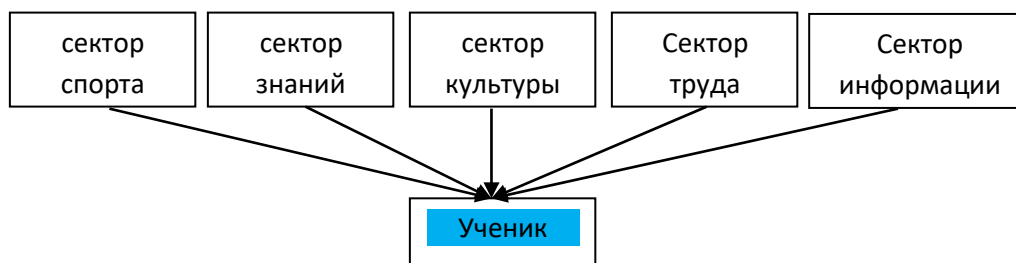 сектор
спорта
сектор
знаний
сектор
культуры
Сектор
труда
Сектор
информации
Ученик